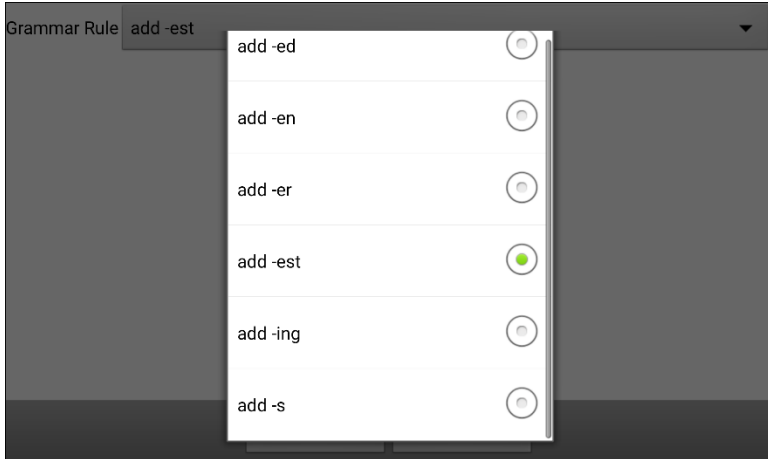 Grammar Rule add -est
add -ed
add -en
add -er
add -est
add -ing
add -s